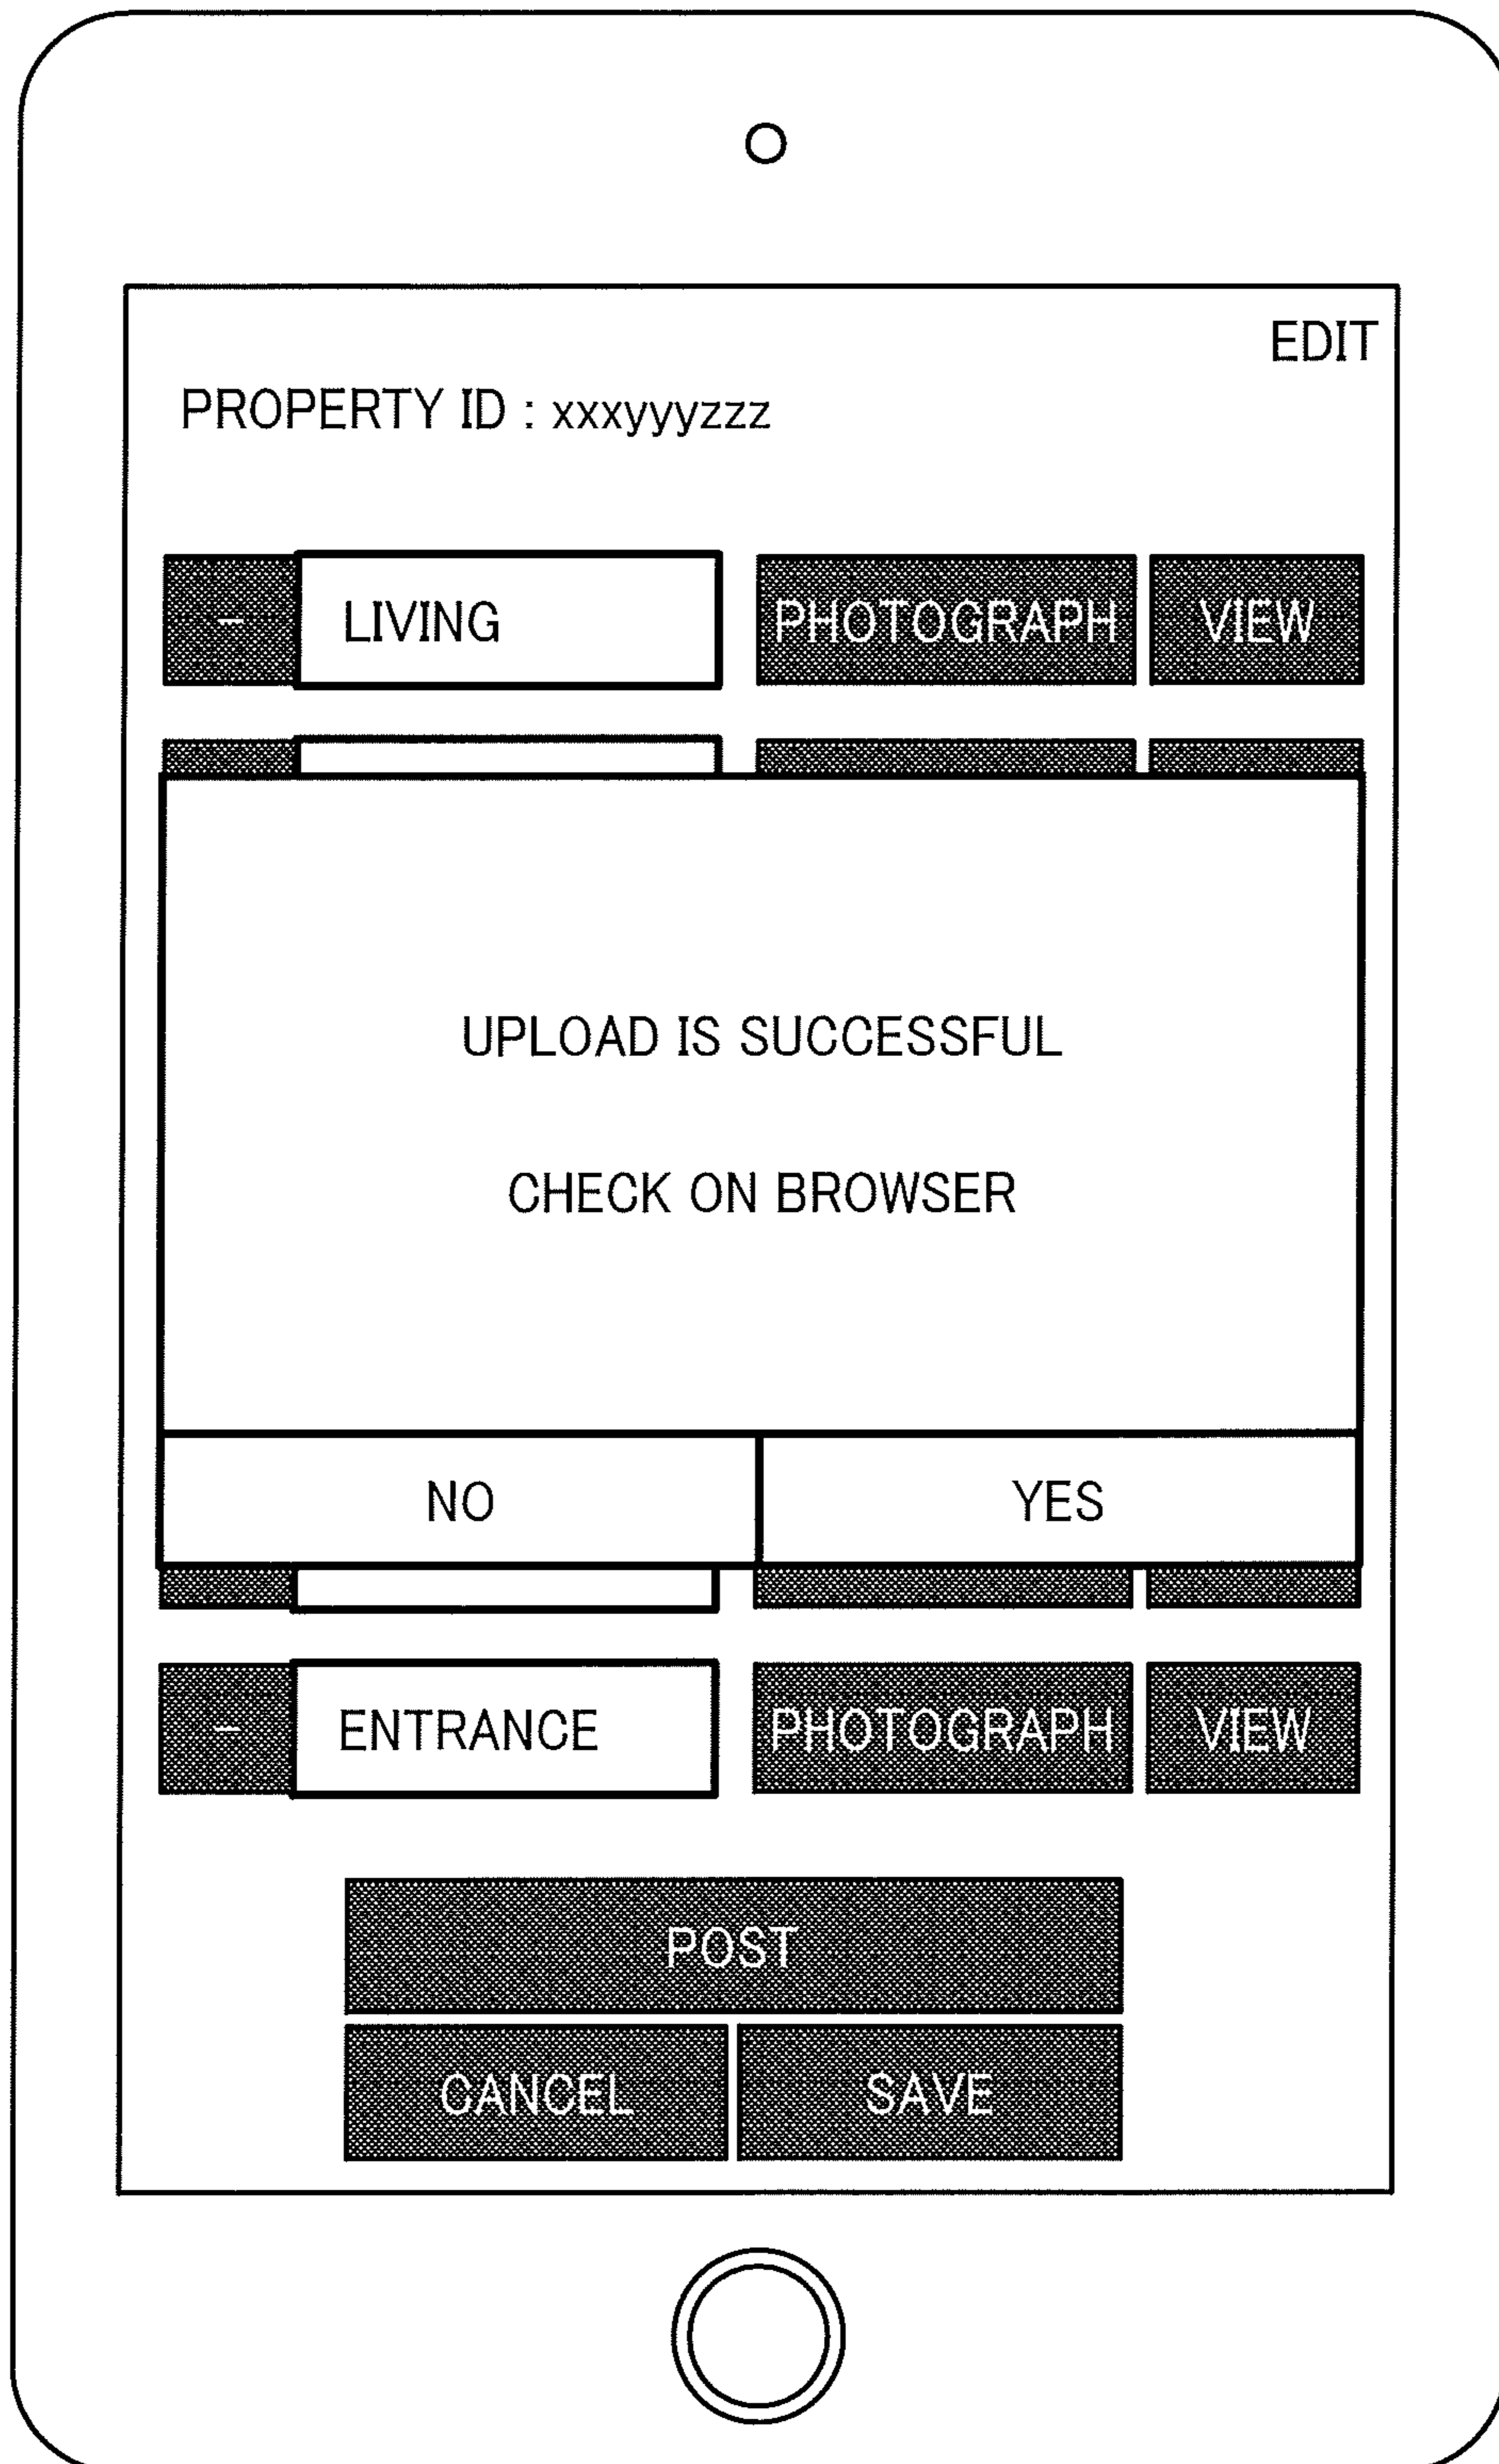 EDIT
PROPERTY ID : xxxyyyzzz
− LIVING PHOTOGRAPH VIEW
UPLOAD IS SUCCESSFUL
CHECK ON BROWSER
NO YES
− ENTRANCE PHOTOGRAPH VIEW
POST
CANCEL SAVE